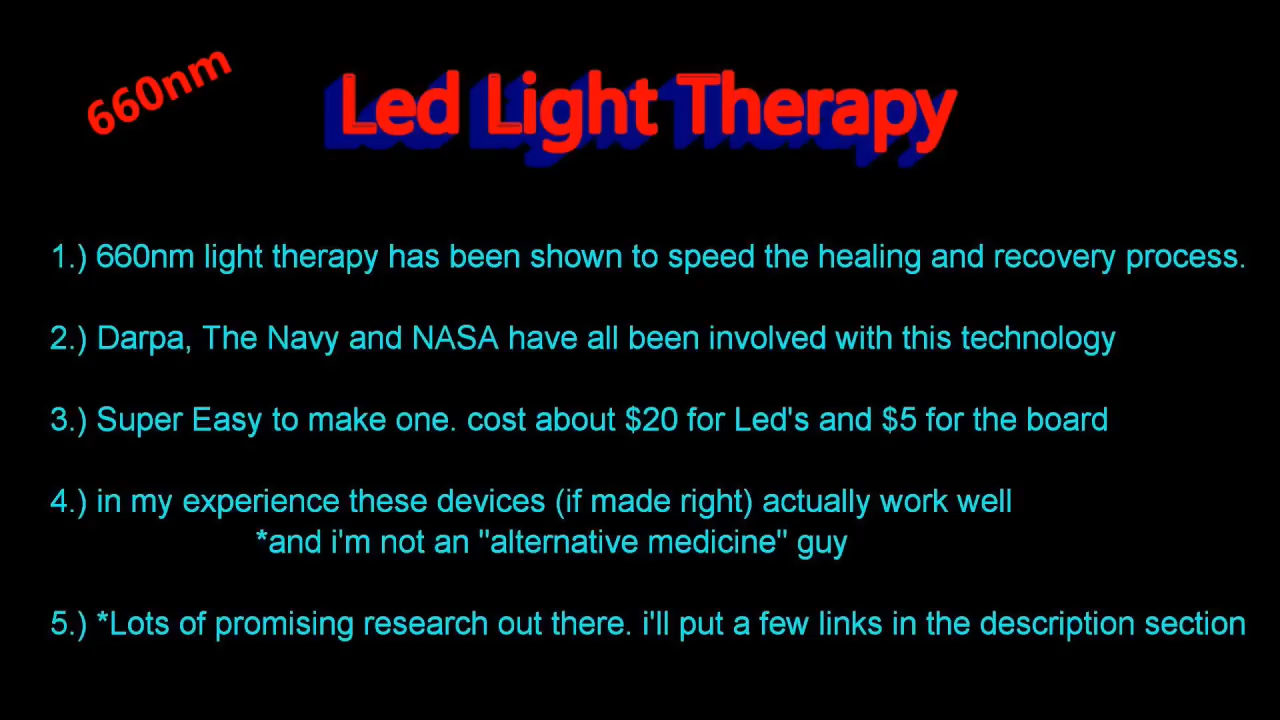 660nm
Led Light Therapy
1.) 660nm light therapy has been shown to speed the healing and recovery process.
2.) Darpa, The Navy and NASA have all been involved with this technology
3.) Super Easy to make one. cost about $20 for Led's and $5 for the board
4.) in my experience these devices (if made right) actually work well
*and i'm not an "alternative medicine" guy
5.) *Lots of promising research out there. i'll put a few links in the description section